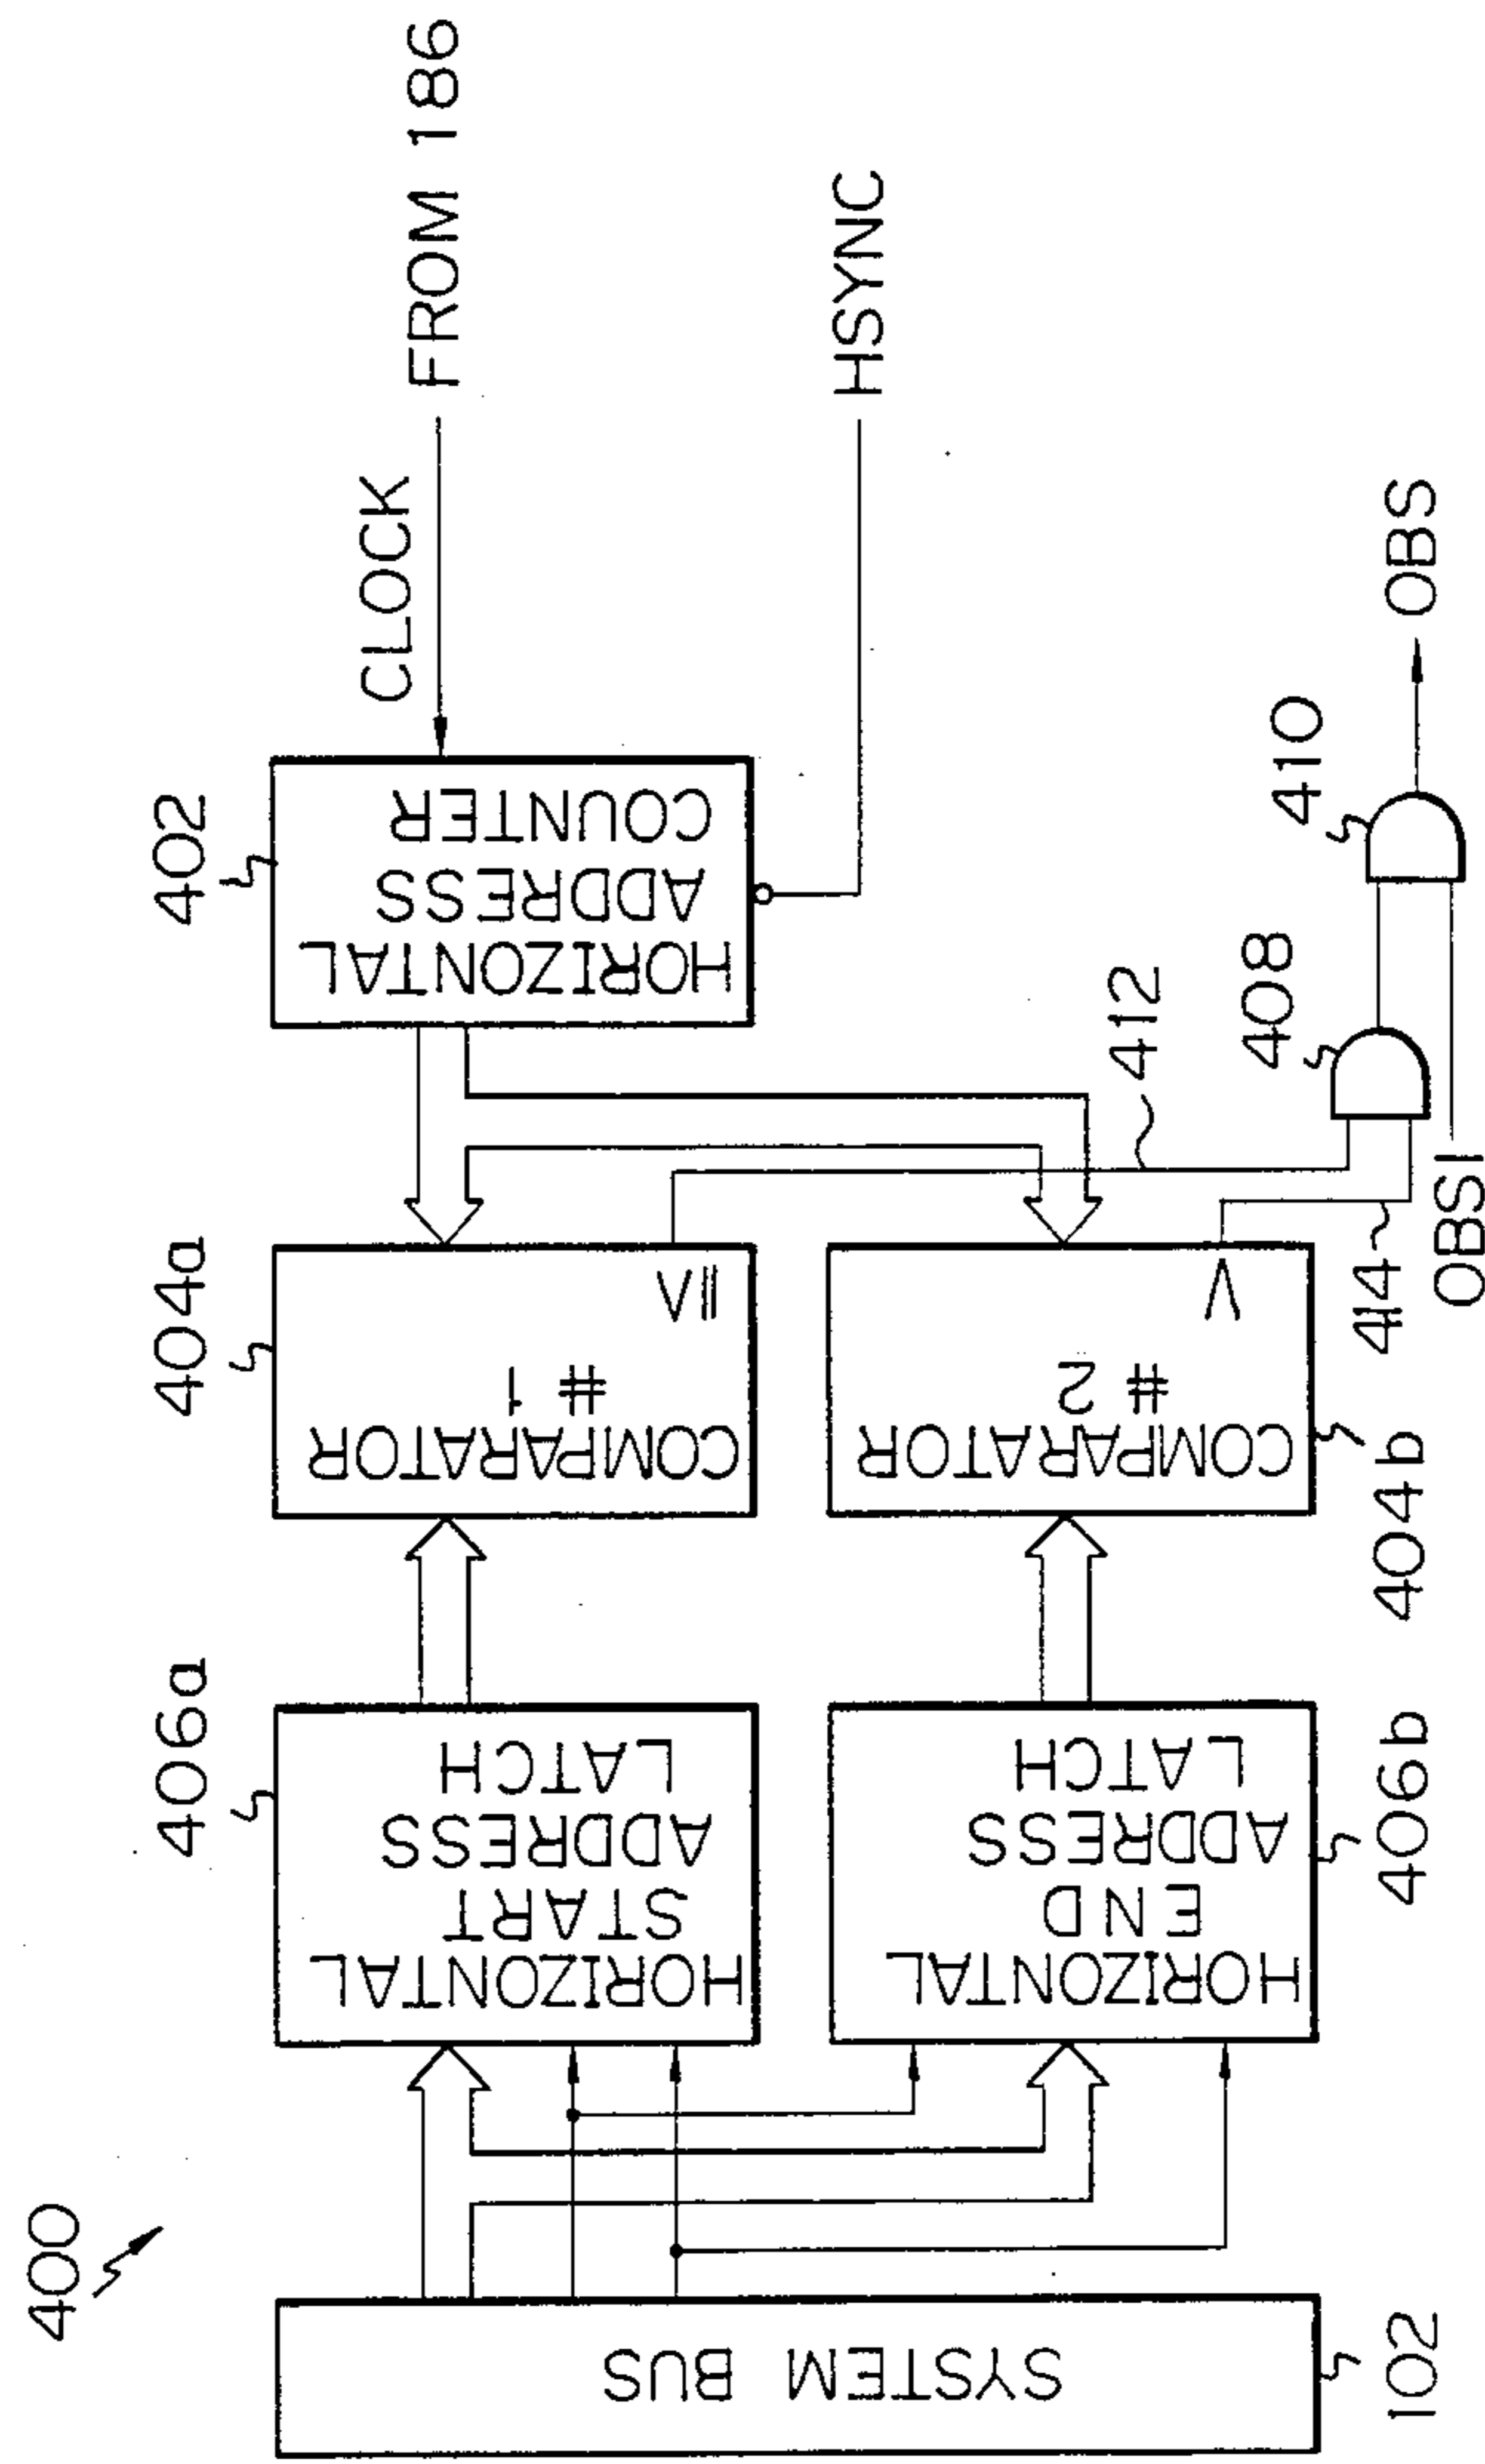 400
402
HORIZONTAL
ADDRESS
COUNTER
CLOCK
FROM 186
HSYNC
404a
COMPARATOR
# 1
≦
406a
HORIZONTAL
START
ADDRESS
LATCH
SYSTEM BUS
102
HORIZONTAL
END
ADDRESS
LATCH
406b
COMPARATOR
# 2
>
404b
412
414
408
410
OBS1
OBS